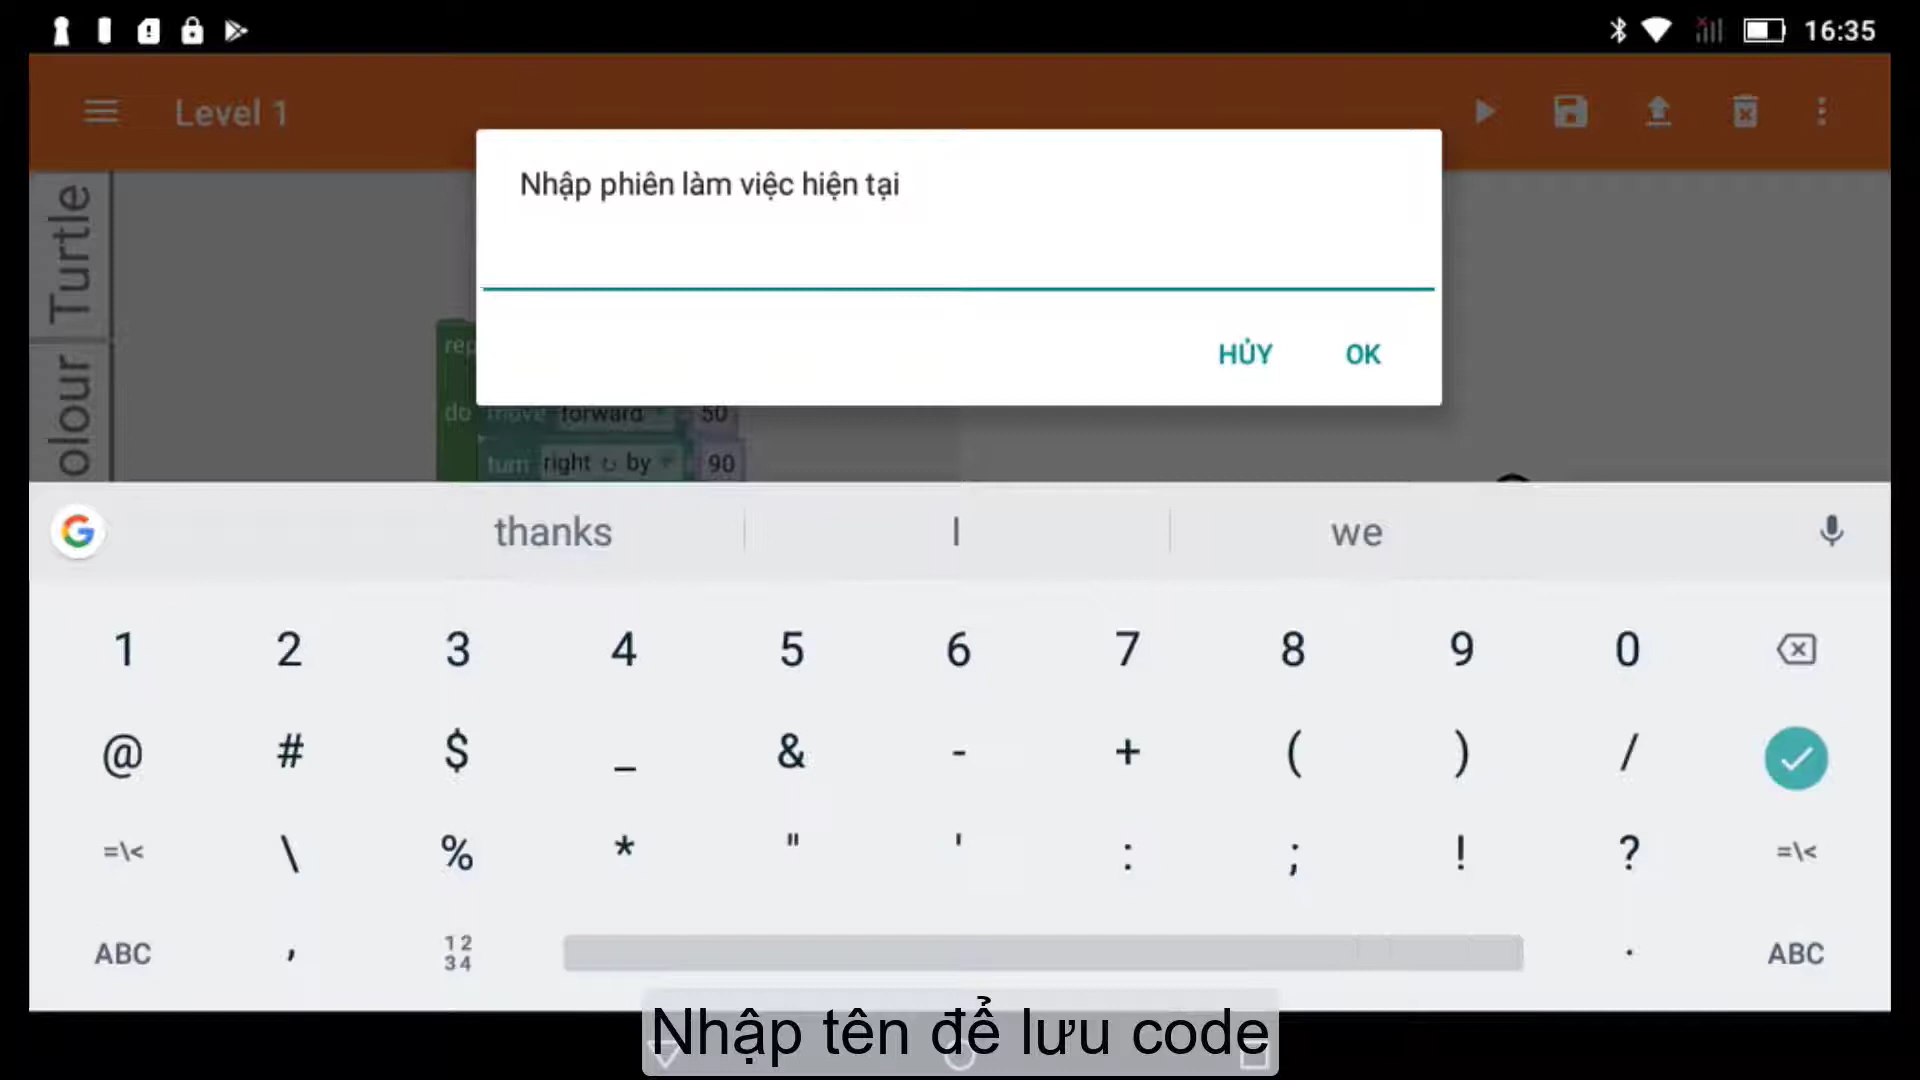 16:35
Level 1
Nhập phiên làm việc hiện tại
HỦY OK
Turtle
olour
rep
do move forward 50
turn right ↻ by 90
thanks I we
1 2 3 4 5 6 7 8 9 0
@ # $ _ & - + ( ) /
=\< \ % * " ' : ; ! ? =\<
ABC , 12 34 . ABC
Nhập tên để lưu code